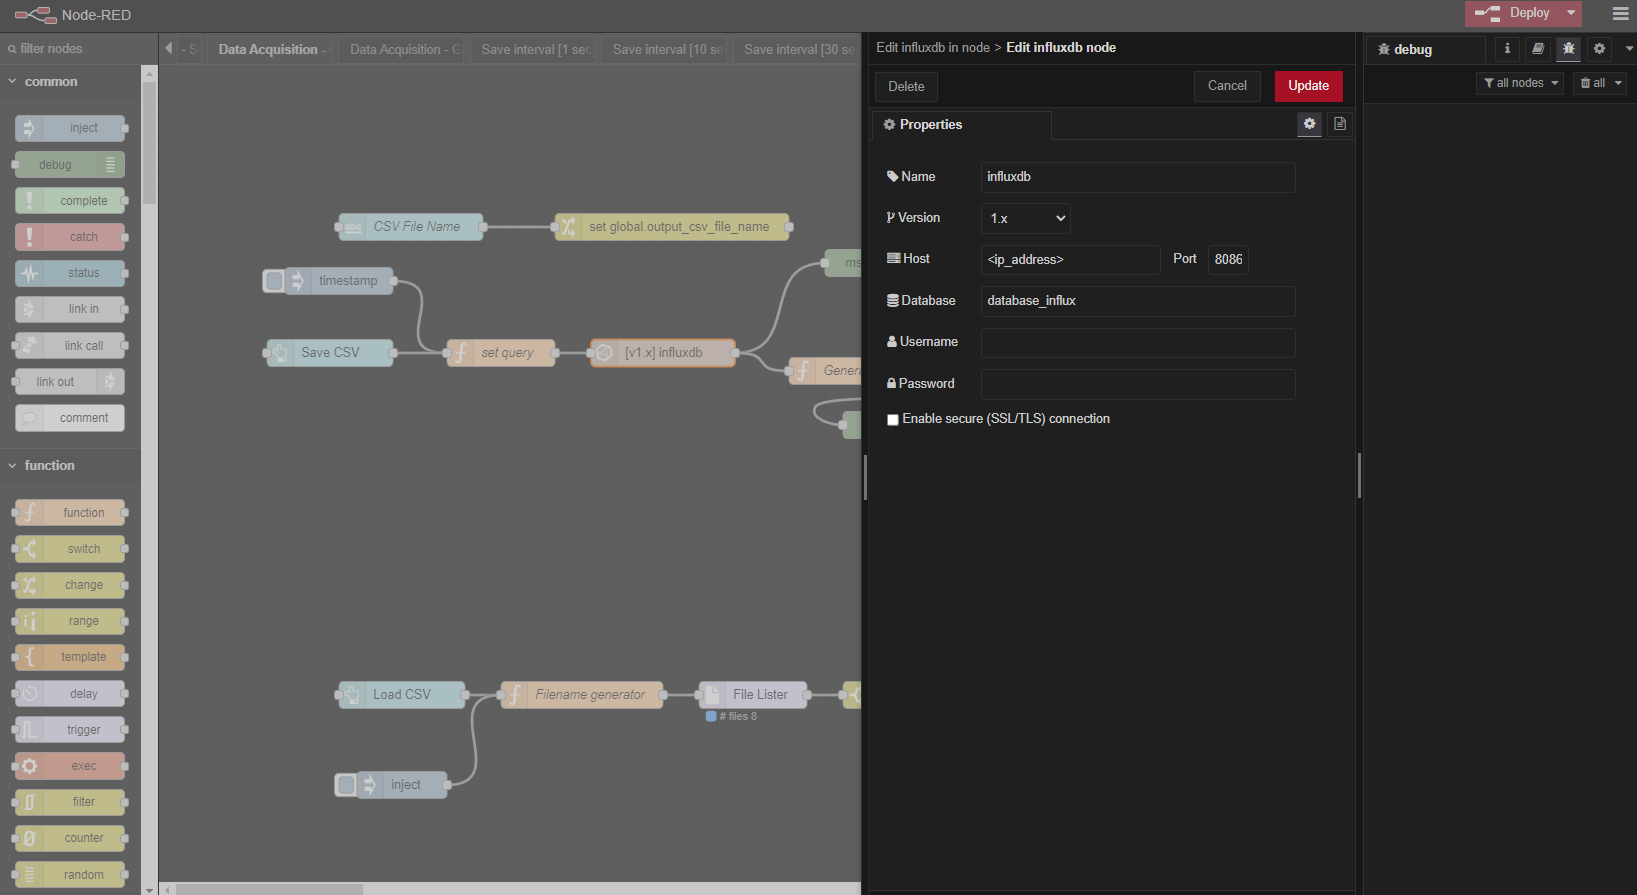 Node-RED
Deploy
filter nodes
- S
Data Acquisition -
Data Acquisition - G
Save interval [1 sec
Save interval [10 se
Save interval [30 se
Edit influxdb in node > Edit influxdb node
debug
i
Delete
Cancel
Update
all nodes
all
Properties
common
inject
debug
complete
catch
status
link in
link call
link out
comment
function
function
switch
change
range
template
delay
trigger
exec
filter
counter
random
abc
CSV File Name
set global.output_csv_file_name
timestamp
ms
Save CSV
set query
[v1.x] influxdb
Genera
Load CSV
Filename generator
File Lister
# files 8
inject
Name
influxdb
Version
1.x
Host
<ip_address>
Port
8086
Database
database_influx
Username
Password
Enable secure (SSL/TLS) connection